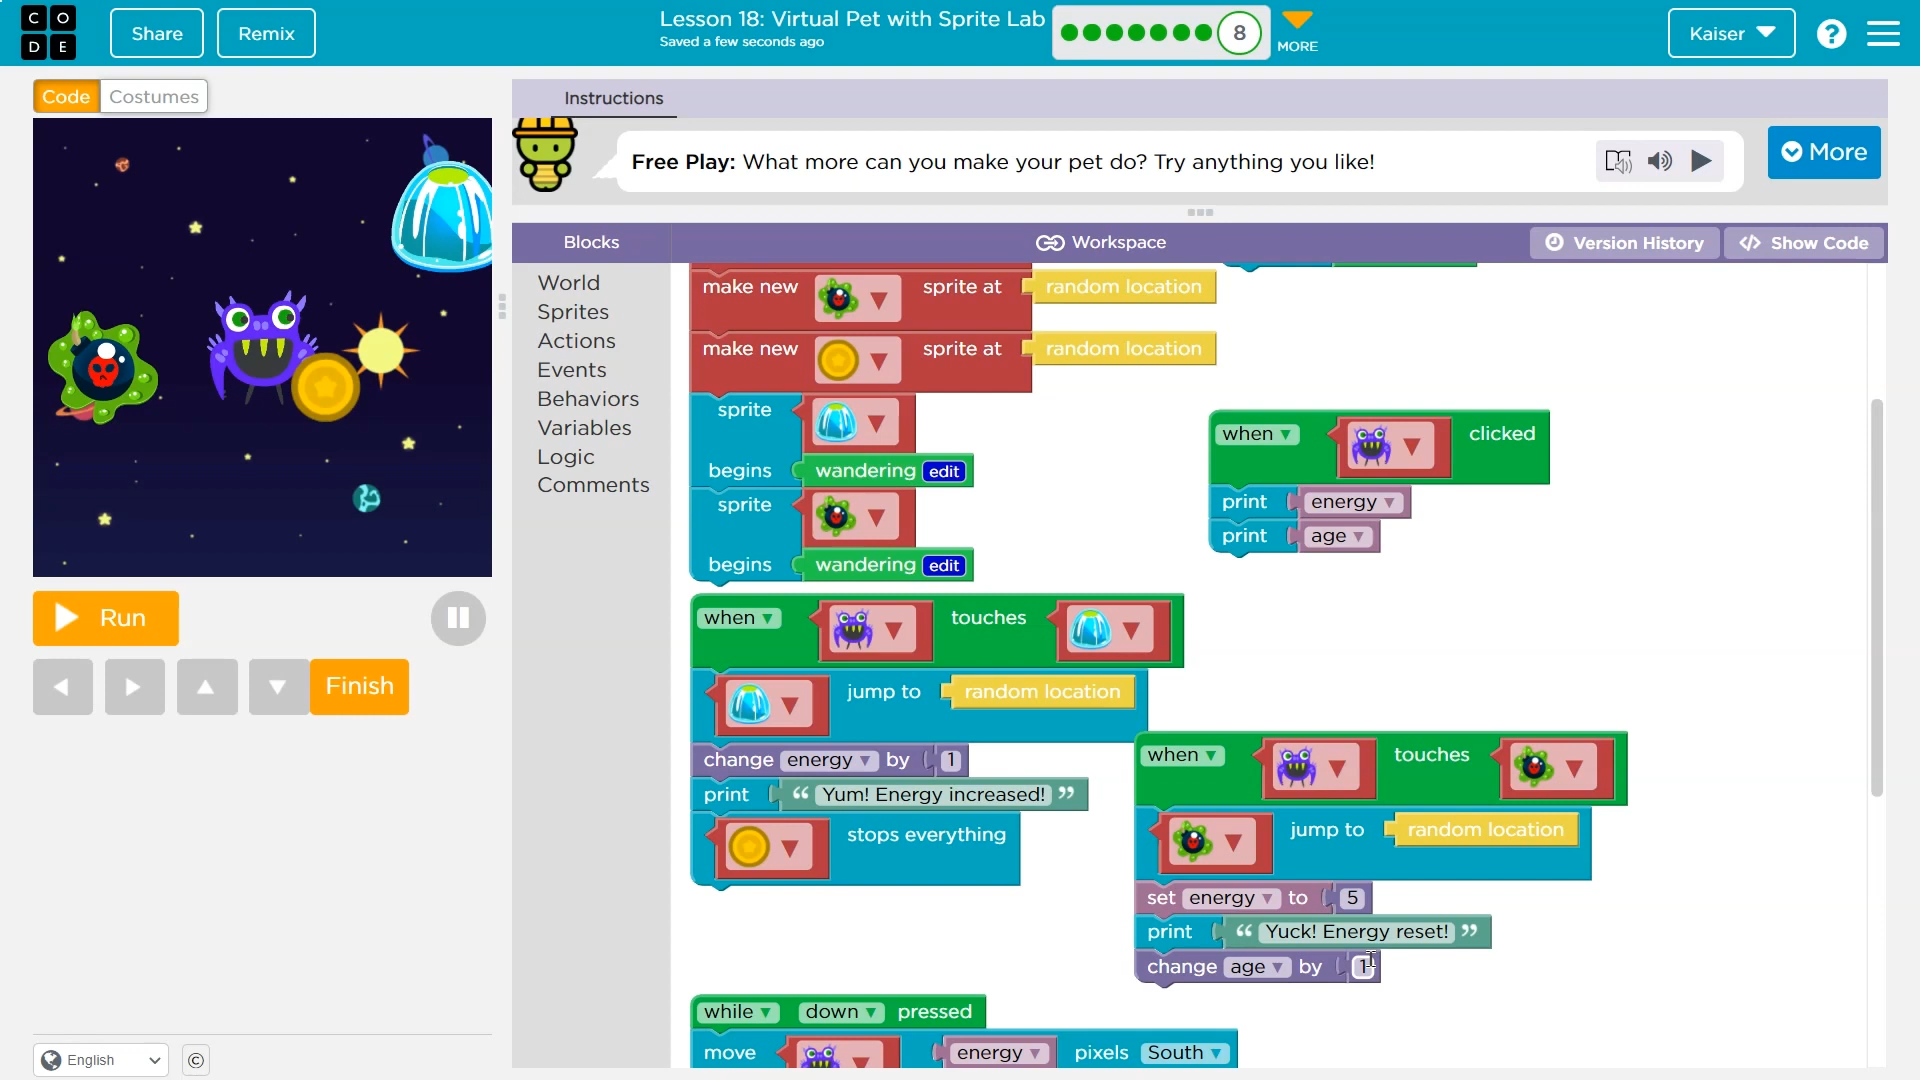 CO
DE
Share
Remix
Lesson 18: Virtual Pet with Sprite Lab
Saved a few seconds ago
8
MORE
Kaiser
?
Code
Costumes
Instructions
Free Play: What more can you make your pet do? Try anything you like!
More
Blocks
Workspace
Version History
Show Code
World
Sprites
Actions
Events
Behaviors
Variables
Logic
Comments
make new sprite at random location
make new sprite at random location
sprite
begins wandering edit
sprite
begins wandering edit
when clicked
print energy
print age
when touches
jump to random location
change energy by 1
print “ Yum! Energy increased! ”
stops everything
when touches
jump to random location
set energy to 5
print “ Yuck! Energy reset! ”
change age by 1
while down pressed
move energy pixels South
Run
Finish
English
©